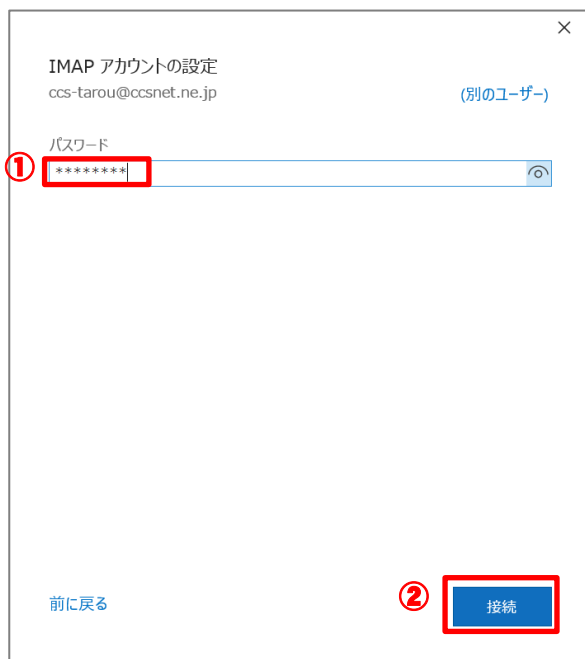 ×
IMAP アカウントの設定
ccs-tarou@ccsnet.ne.jp
(別のユーザー)
パスワード
① ********
前に戻る
② 接続